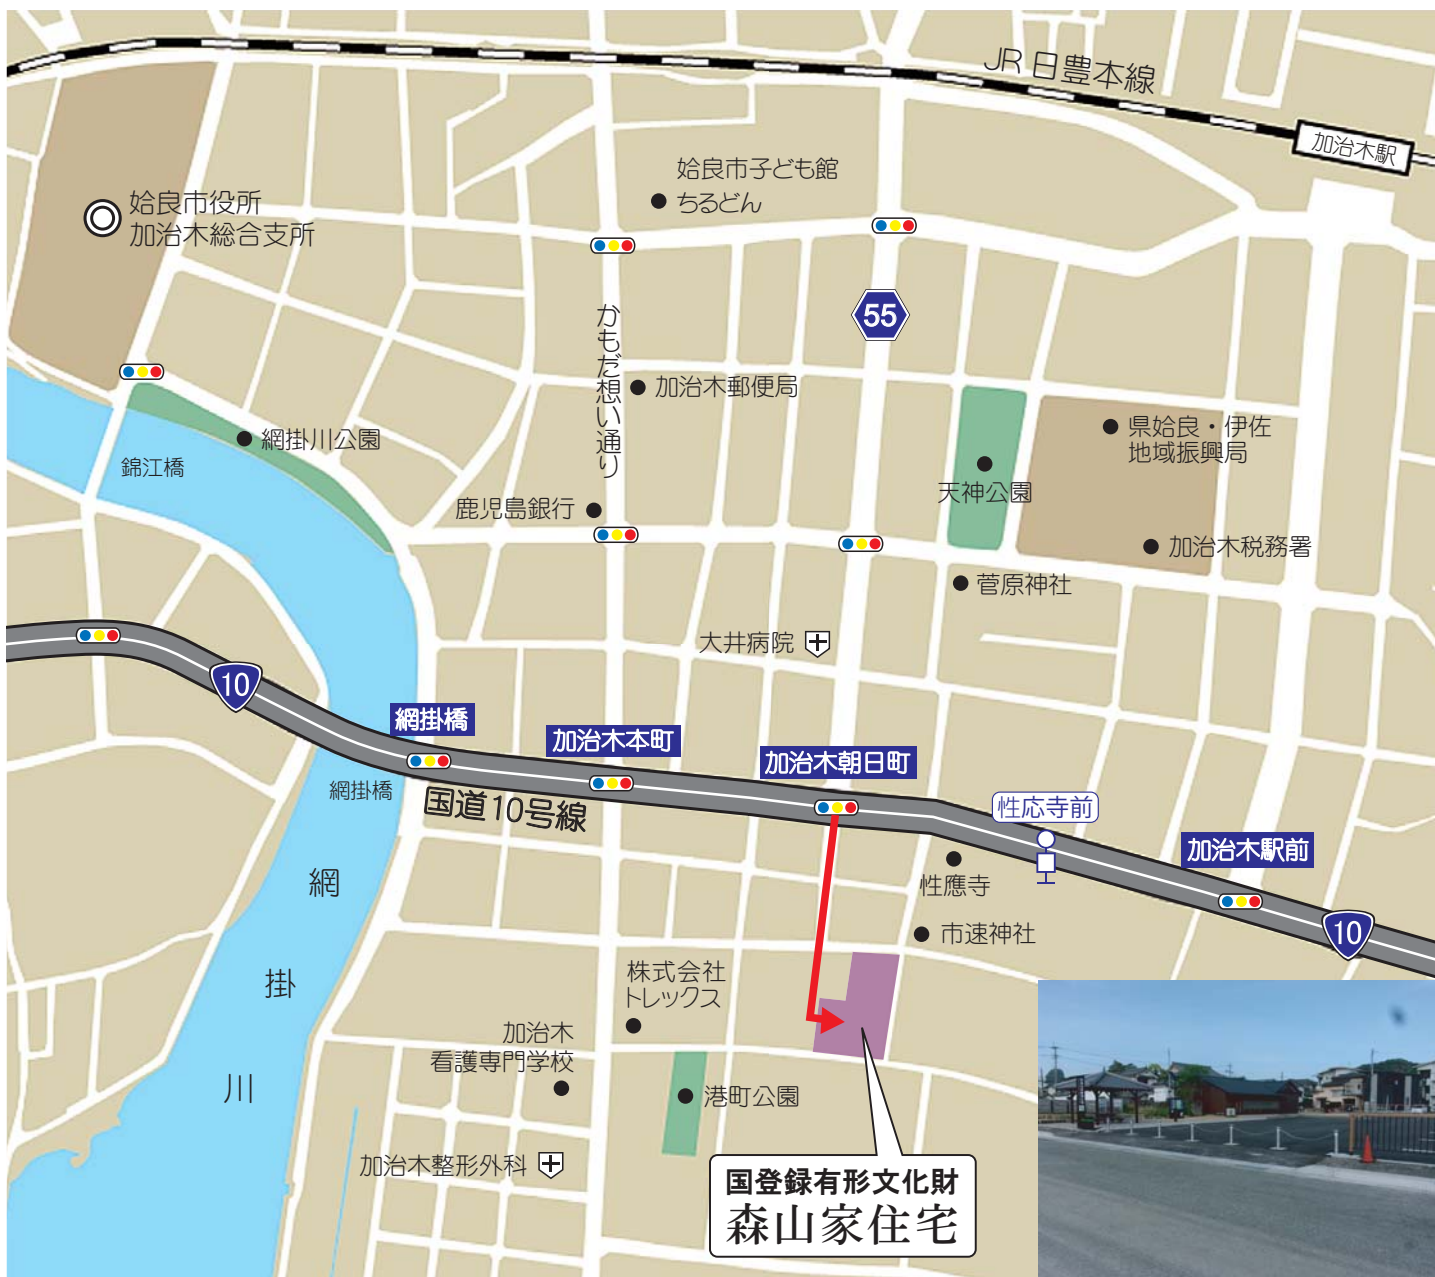 JR日豊本線
加治木駅
姶良市子ども館
ちるどん
姶良市役所
加治木総合支所
55
かもだ想い通り
加治木郵便局
県姶良・伊佐
地域振興局
網掛川公園
錦江橋
天神公園
鹿児島銀行
加治木税務署
菅原神社
大井病院
10
網掛橋
加治木本町
加治木朝日町
網掛橋
国道10号線
性応寺前
加治木駅前
性應寺
10
市速神社
網掛川
株式会社
トレックス
加治木
看護専門学校
港町公園
加治木整形外科
国登録有形文化財
森山家住宅